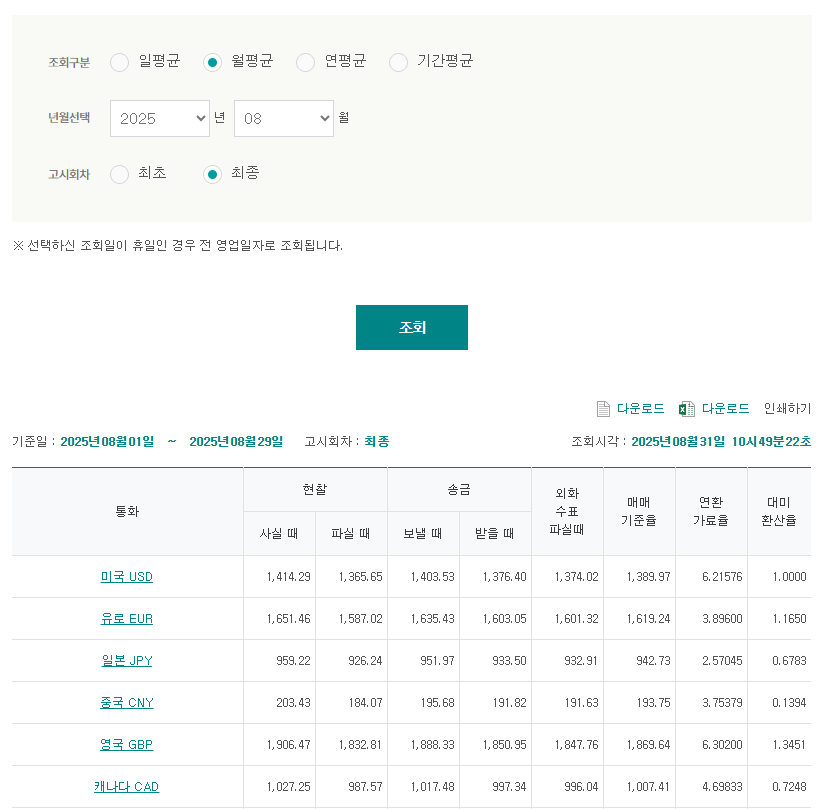 조회구분 일평균 월평균 연평균 기간평균
년월선택 2025 년 08 월
고시회차 최초 최종
※ 선택하신 조회일이 휴일인 경우 전 영업일자로 조회됩니다.
조회
다운로드 다운로드 인쇄하기
기준일 : 2025년08월01일 ~ 2025년08월29일 고시회차 : 최종 조회시각 : 2025년08월31일 10시49분22초
통화 현찰 송금 외화 수표 파실때 매매 기준율 연환 가료율 대미 환산율
사실 때 파실 때 보낼 때 받을 때
미국 USD 1,414.29 1,365.65 1,403.53 1,376.40 1,374.02 1,389.97 6.21576 1.0000
유로 EUR 1,651.46 1,587.02 1,635.43 1,603.05 1,601.32 1,619.24 3.89600 1.1650
일본 JPY 959.22 926.24 951.97 933.50 932.91 942.73 2.57045 0.6783
중국 CNY 203.43 184.07 195.68 191.82 191.63 193.75 3.75379 0.1394
영국 GBP 1,906.47 1,832.81 1,888.33 1,850.95 1,847.76 1,869.64 6.30200 1.3451
캐나다 CAD 1,027.25 987.57 1,017.48 997.34 996.04 1,007.41 4.69833 0.7248